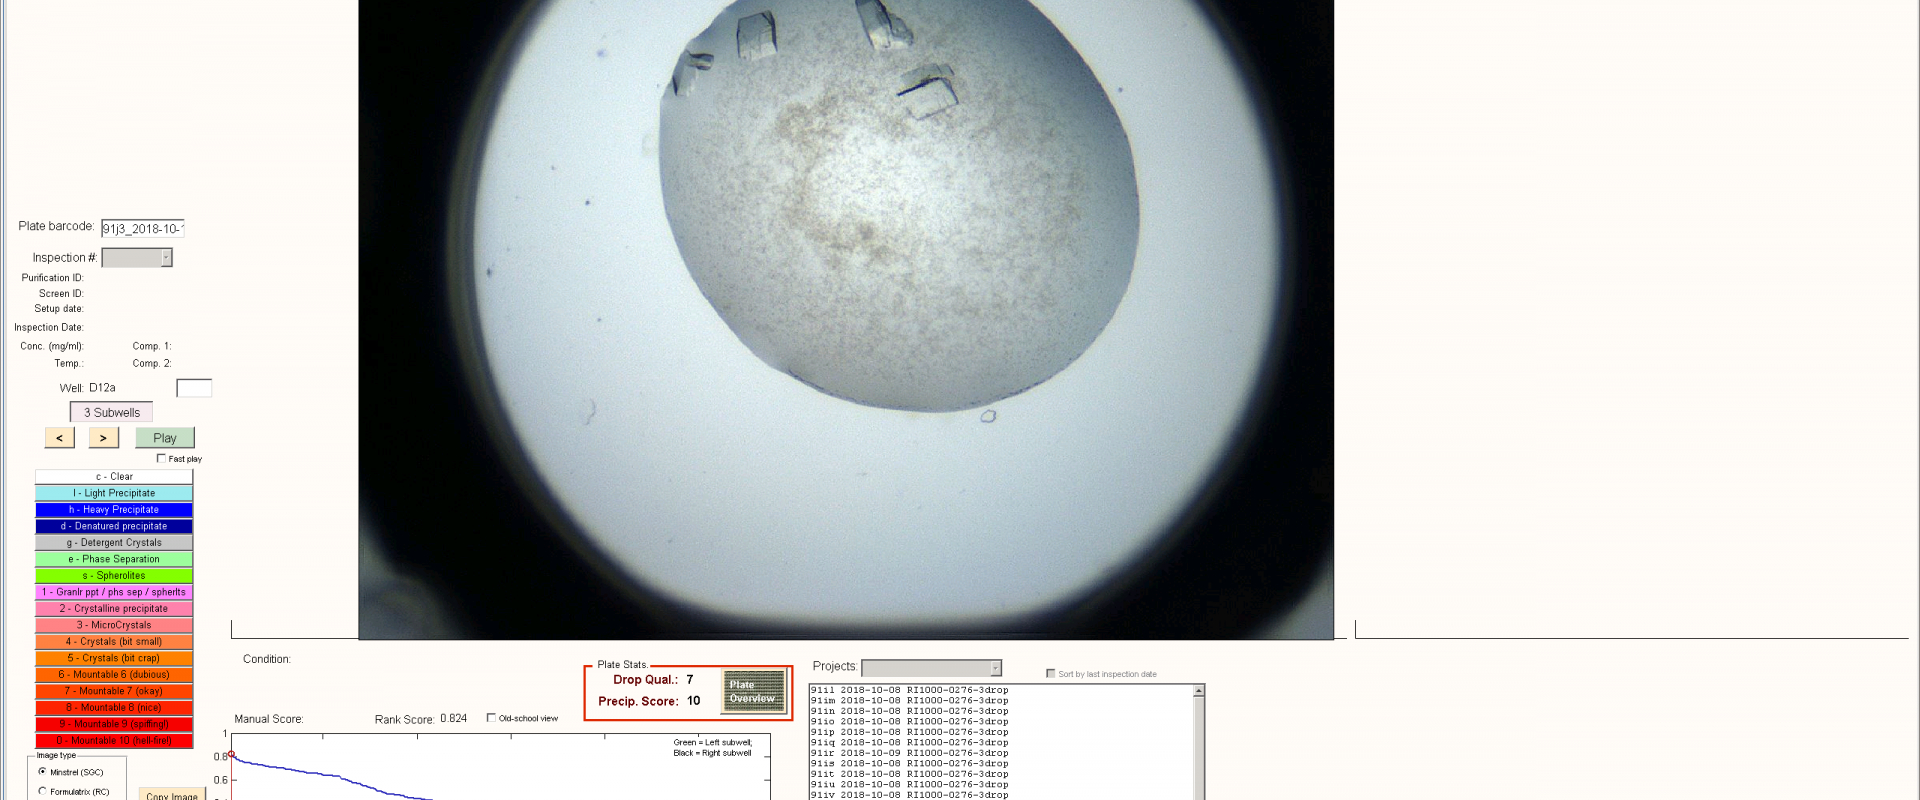 Plate barcode: 91j3_2018-10-1
Inspection #:
Purification ID:
Screen ID:
Setup date:
Inspection Date:
Conc. (mg/ml): Comp. 1:
Temp.: Comp. 2:
Well: D12a
3 Subwells
< > Play
Fast play
c - Clear
l - Light Precipitate
h - Heavy Precipitate
d - Denatured precipitate
g - Detergent Crystals
e - Phase Separation
s - Spherolites
1 - Granlr ppt / phs sep / spherlts
2 - Crystalline precipitate
3 - MicroCrystals
4 - Crystals (bit small)
5 - Crystals (bit crap)
6 - Mountable 6 (dubious)
7 - Mountable 7 (okay)
8 - Mountable 8 (nice)
9 - Mountable 9 (spiffing!)
0 - Mountable 10 (hell-fire!)
Image type
Minstrel (SGC)
Formulatrix (RC)
Copy Image
Condition:
Manual Score: Rank Score: 0.824 Old-school view
Plate Stats.
Drop Qual.: 7
Precip. Score: 10
Plate Overview
Green = Left subwell;
Black = Right subwell
1
0.8
0.6
Projects: Sort by last inspection date
91il 2018-10-08 RI1000-0276-3drop
91im 2018-10-08 RI1000-0276-3drop
91in 2018-10-08 RI1000-0276-3drop
91io 2018-10-08 RI1000-0276-3drop
91ip 2018-10-08 RI1000-0276-3drop
91iq 2018-10-08 RI1000-0276-3drop
91ir 2018-10-09 RI1000-0276-3drop
91is 2018-10-08 RI1000-0276-3drop
91it 2018-10-08 RI1000-0276-3drop
91iu 2018-10-08 RI1000-0276-3drop
91iv 2018-10-08 RI1000-0276-3drop